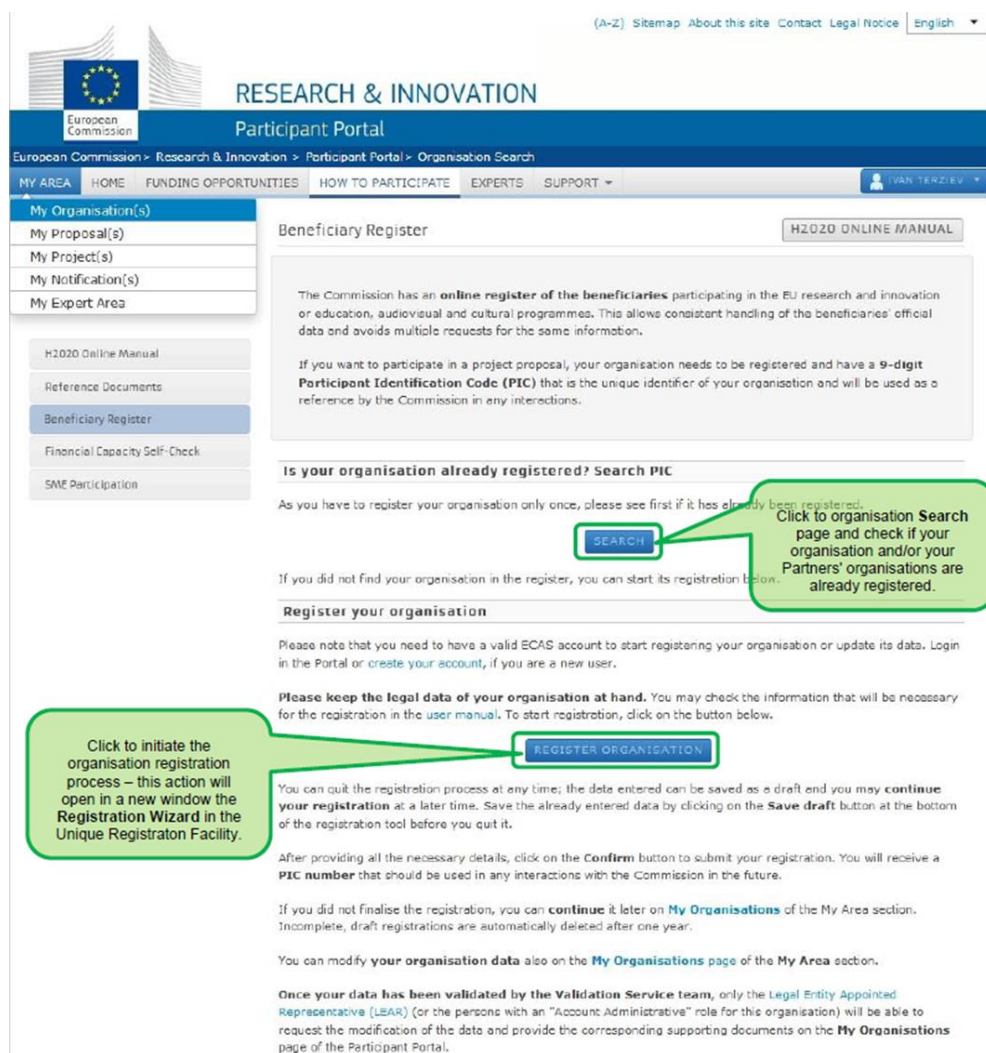 (A-Z) Sitemap About this site Contact Legal Notice English
European
Commission
RESEARCH & INNOVATION
Participant Portal
European Commission > Research & Innovation > Participant Portal > Organisation Search
MY AREA HOME FUNDING OPPORTUNITIES HOW TO PARTICIPATE EXPERTS SUPPORT IVAN TERZIEV
My Organisation(s)
My Proposal(s)
My Project(s)
My Notification(s)
My Expert Area
H2020 Online Manual
Reference Documents
Beneficiary Register
Financial Capacity Self-Check
SME Participation
Beneficiary Register
H2020 ONLINE MANUAL
The Commission has an online register of the beneficiaries participating in the EU research and innovation
or education, audiovisual and cultural programmes. This allows consistent handling of the beneficiaries' official
data and avoids multiple requests for the same information.
If you want to participate in a project proposal, your organisation needs to be registered and have a 9-digit
Participant Identification Code (PIC) that is the unique identifier of your organisation and will be used as a
reference by the Commission in any interactions.
Is your organisation already registered? Search PIC
As you have to register your organisation only once, please see first if it has already been registered.
SEARCH
Click to organisation Search
page and check if your
organisation and/or your
Partners' organisations are
already registered.
If you did not find your organisation in the register, you can start its registration below.
Register your organisation
Please note that you need to have a valid ECAS account to start registering your organisation or update its data. Login
in the Portal or create your account, if you are a new user.
Please keep the legal data of your organisation at hand. You may check the information that will be necessary
for the registration in the user manual. To start registration, click on the button below.
REGISTER ORGANISATION
Click to initiate the
organisation registration
process – this action will
open in a new window the
Registration Wizard in the
Unique Registraton Facility.
You can quit the registration process at any time; the data entered can be saved as a draft and you may continue
your registration at a later time. Save the already entered data by clicking on the Save draft button at the bottom
of the registration tool before you quit it.
After providing all the necessary details, click on the Confirm button to submit your registration. You will receive a
PIC number that should be used in any interactions with the Commission in the future.
If you did not finalise the registration, you can continue it later on My Organisations of the My Area section.
Incomplete, draft registrations are automatically deleted after one year.
You can modify your organisation data also on the My Organisations page of the My Area section.
Once your data has been validated by the Validation Service team, only the Legal Entity Appointed
Representative (LEAR) (or the persons with an "Account Administrative" role for this organisation) will be able to
request the modification of the data and provide the corresponding supporting documents on the My Organisations
page of the Participant Portal.